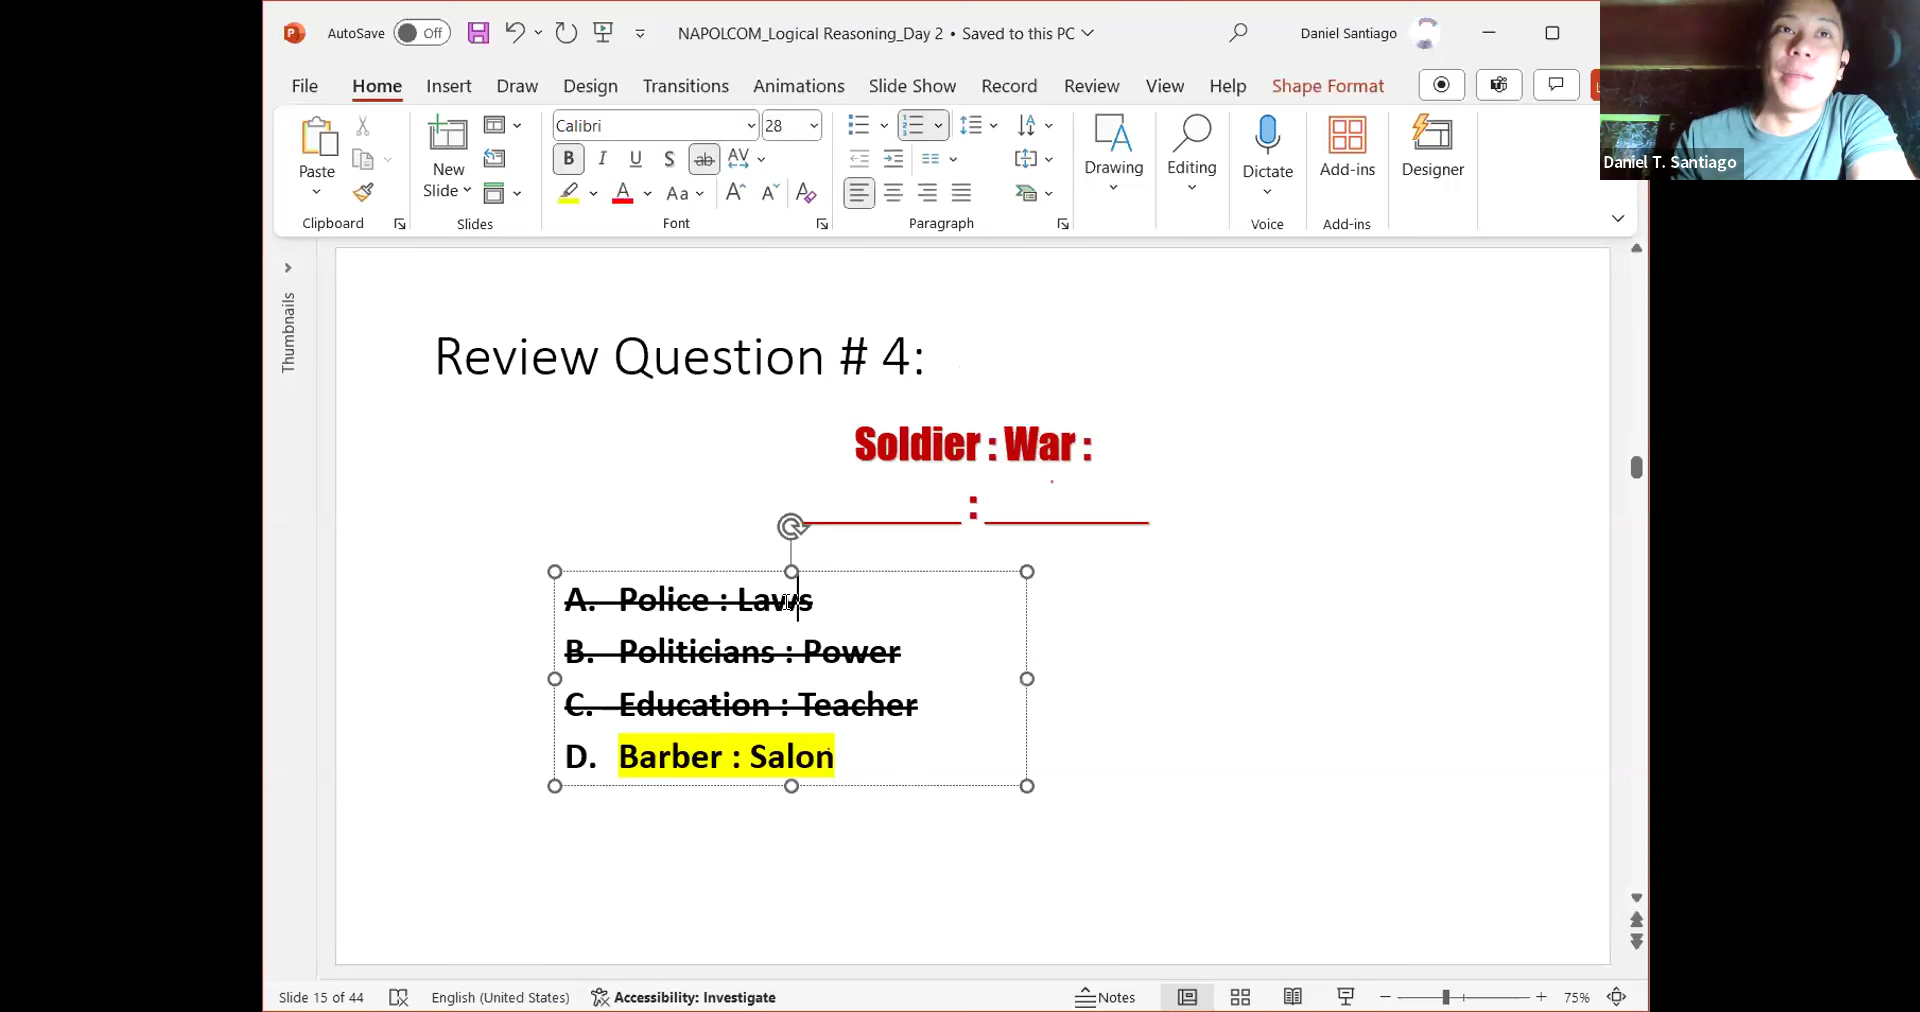 AutoSave Off NAPOLCOM_Logical Reasoning_Day 2 • Saved to this PC Daniel Santiago
File Home Insert Draw Design Transitions Animations Slide Show Record Review View Help Shape Format
Calibri 28
Paste
New
Slide
B I U S ab AV
A Aa A A A
Drawing
Editing
Dictate
Add-ins
Designer
Clipboard Slides Font Paragraph Voice Add-ins
Daniel T. Santiago
Thumbnails
Review Question # 4:
Soldier : War :
:
A. Police : Laws
B. Politicians : Power
C. Education : Teacher
D. Barber : Salon
Slide 15 of 44 English (United States) Accessibility: Investigate Notes 75%